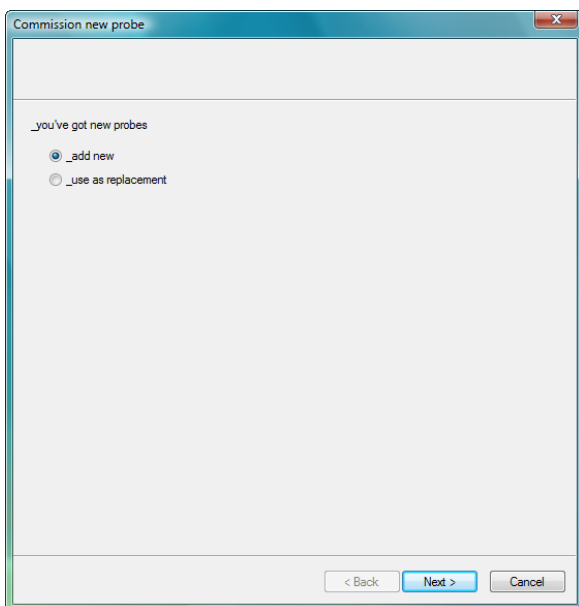 Commission new probe
_you've got new probes
_add new
_use as replacement
< Back Next > Cancel